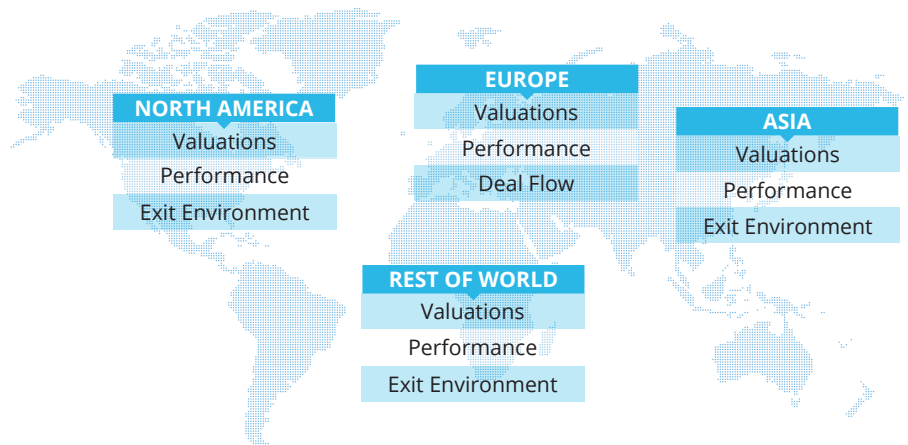 NORTH AMERICA
Valuations
Performance
Exit Environment
EUROPE
Valuations
Performance
Deal Flow
ASIA
Valuations
Performance
Exit Environment
REST OF WORLD
Valuations
Performance
Exit Environment